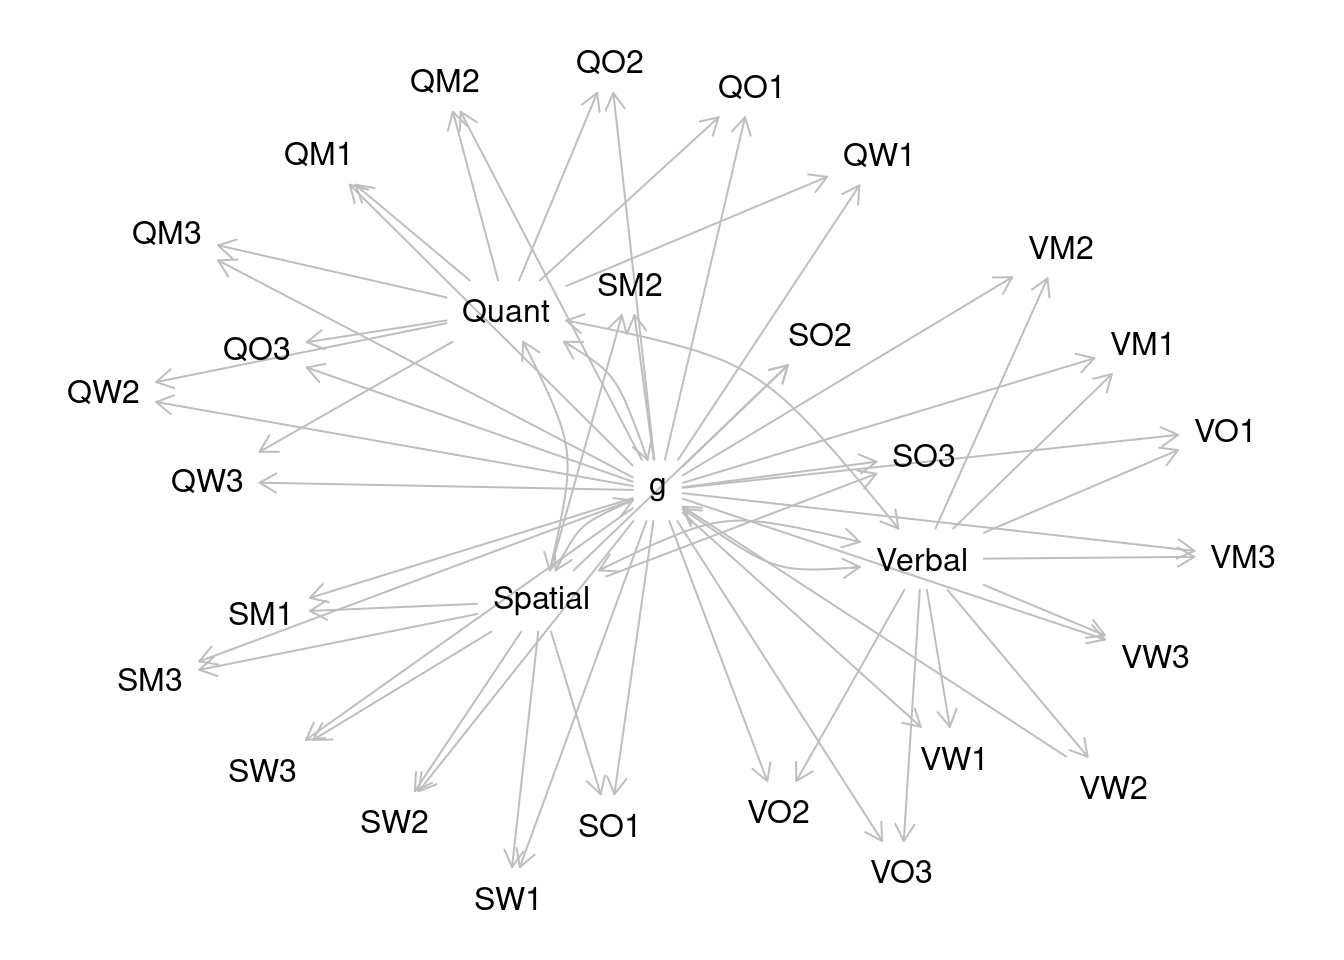 QO2
QM2
QO1
QM1
QW1
QM3
VM2
SM2
Quant
SO2
VM1
QO3
QW2
VO1
SO3
QW3
g
VM3
Verbal
Spatial
SM1
VW3
SM3
VW1
SW3
VW2
VO2
SW2
SO1
VO3
SW1